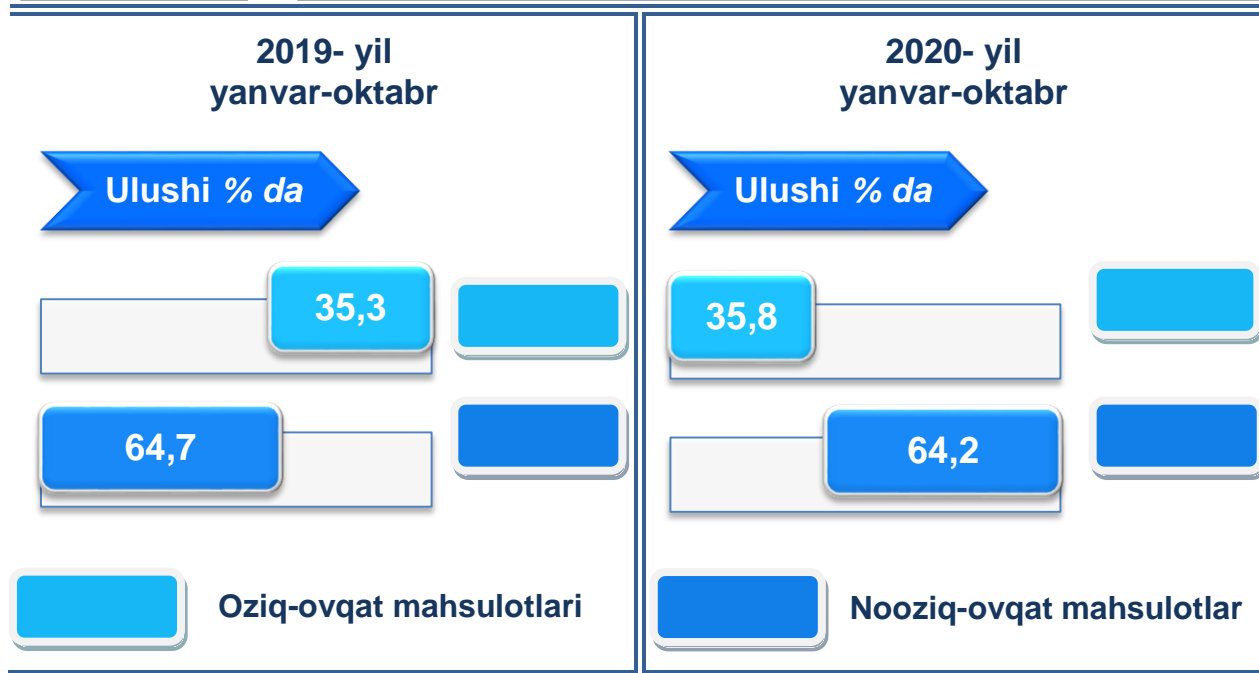 2019- yil
yanvar-oktabr
Ulushi % da
35,3
64,7
Oziq-ovqat mahsulotlari
2020- yil
yanvar-oktabr
Ulushi % da
35,8
64,2
Nooziq-ovqat mahsulotlar